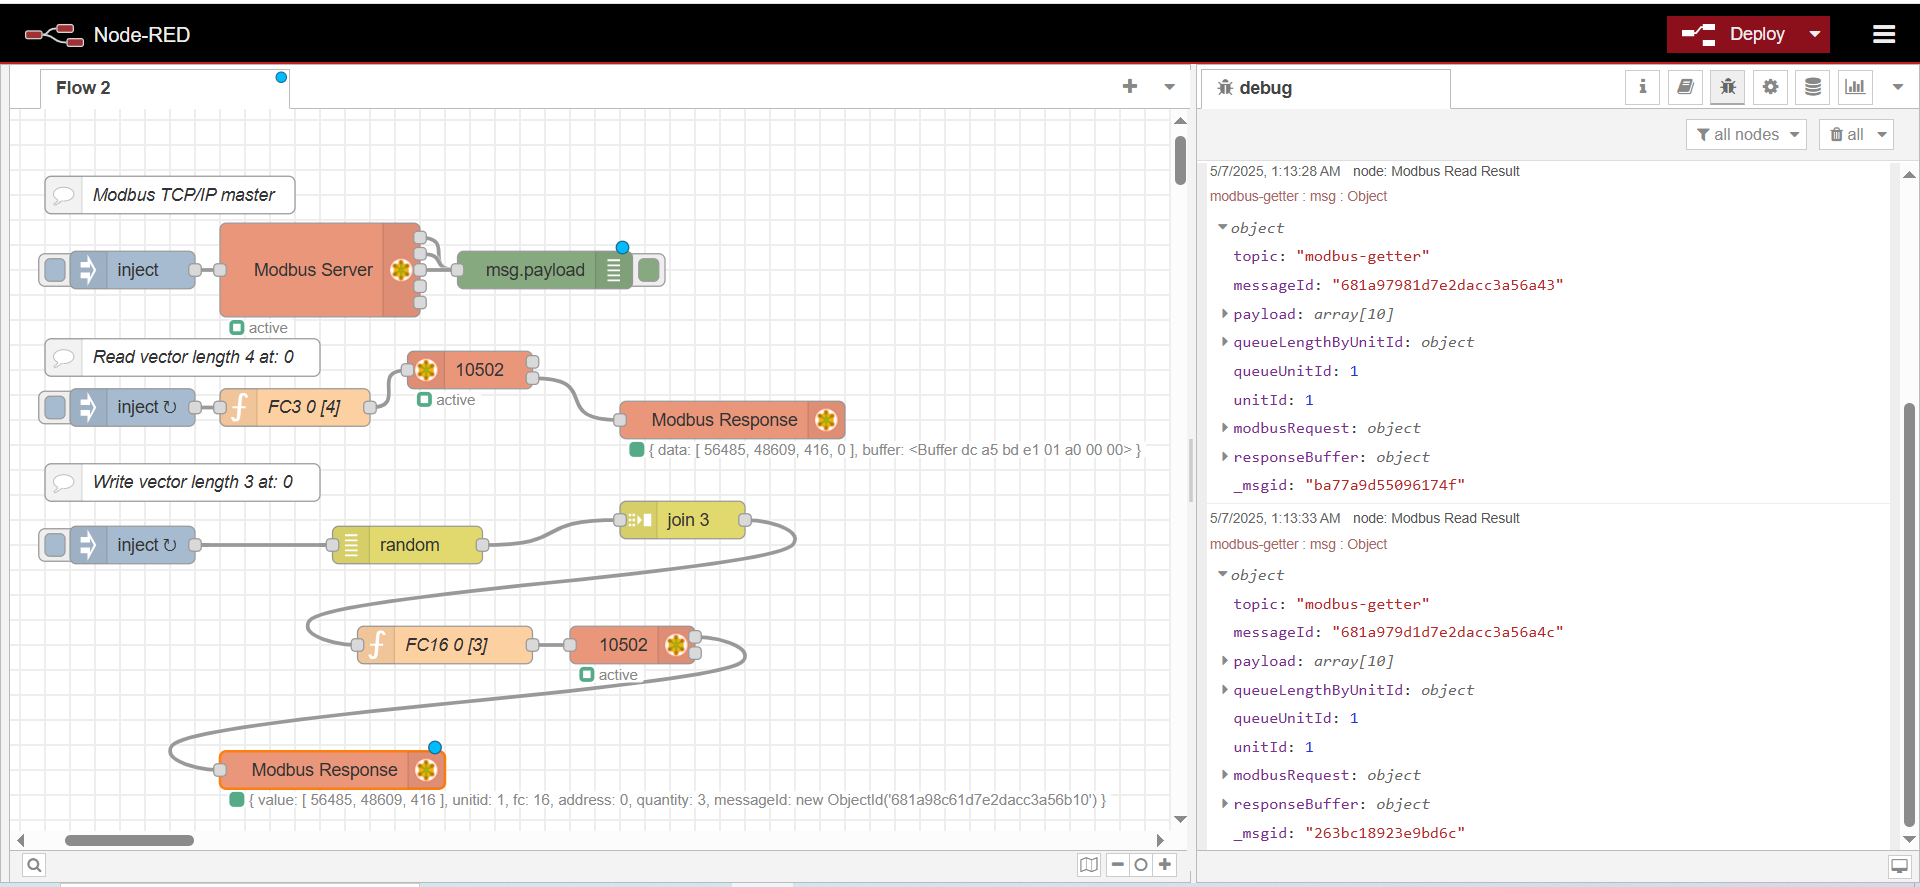 Node-RED
Deploy
Flow 2
Modbus TCP/IP master
inject
Modbus Server
msg.payload
active
Read vector length 4 at: 0
inject ↻
FC3 0 [4]
10502
active
Modbus Response
{ data: [ 56485, 48609, 416, 0 ], buffer: <Buffer dc a5 bd e1 01 a0 00 00> }
Write vector length 3 at: 0
inject ↻
random
join 3
FC16 0 [3]
10502
active
Modbus Response
{ value: [ 56485, 48609, 416 ], unitid: 1, fc: 16, address: 0, quantity: 3, messageId: new ObjectId('681a98c61d7e2dacc3a56b10') }
debug
i
all nodes
all
5/7/2025, 1:13:28 AM node: Modbus Read Result
modbus-getter : msg : Object
object
topic: "modbus-getter"
messageId: "681a97981d7e2dacc3a56a43"
payload: array[10]
queueLengthByUnitId: object
queueUnitId: 1
unitId: 1
modbusRequest: object
responseBuffer: object
_msgid: "ba77a9d55096174f"
5/7/2025, 1:13:33 AM node: Modbus Read Result
modbus-getter : msg : Object
object
topic: "modbus-getter"
messageId: "681a979d1d7e2dacc3a56a4c"
payload: array[10]
queueLengthByUnitId: object
queueUnitId: 1
unitId: 1
modbusRequest: object
responseBuffer: object
_msgid: "263bc18923e9bd6c"